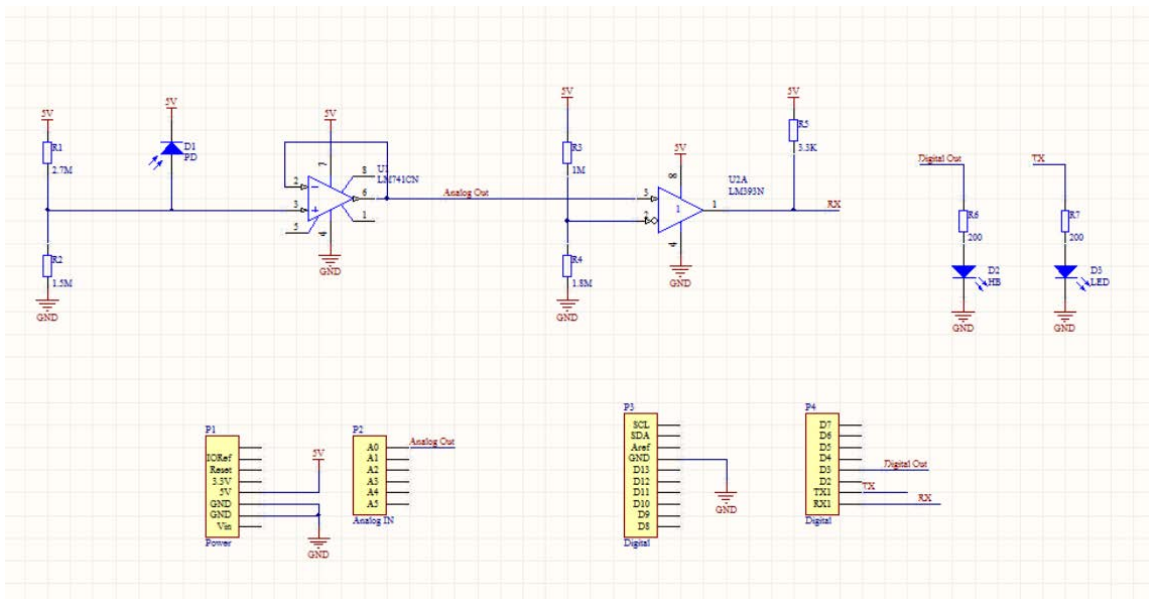 5V
R1
2.7M
R2
1.5M
GND
5V
D1
PD
5V
U1
LM741CN
2
3
5
7
8
6
1
4
GND
Analog Out
5V
R3
1M
R4
1.8M
GND
5V
U2A
LM393N
3
2
8
1
1
4
GND
5V
R5
3.3K
RX
Digital Out
R6
200
D2
HB
GND
TX
R7
200
D3
LED
GND
P1
IORef
Reset
3.3V
5V
GND
GND
Vin
Power
5V
GND
P2
A0
A1
A2
A3
A4
A5
Analog IN
Analog Out
P3
SCL
SDA
Aref
GND
D13
D12
D11
D10
D9
D8
Digital
GND
P4
D7
D6
D5
D4
D3
D2
TX1
RX1
Digital
Digital Out
TX
RX